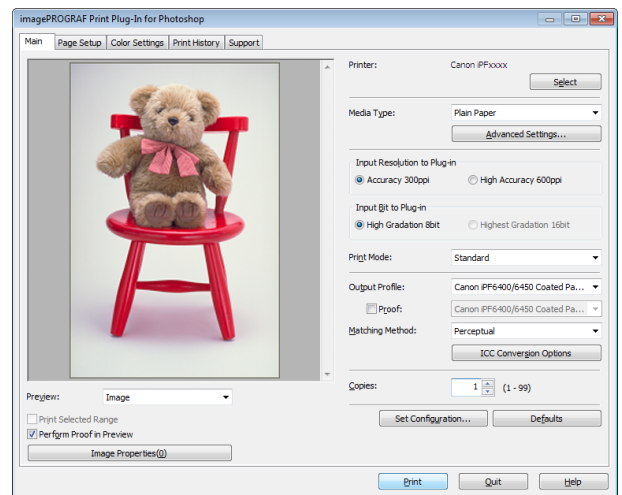 imagePROGRAF Print Plug-In for Photoshop
Main Page Setup Color Settings Print History Support
Printer: Canon iPFxxxx
Select
Media Type: Plain Paper
Advanced Settings...
Input Resolution to Plug-in
Accuracy 300ppi High Accuracy 600ppi
Input Bit to Plug-in
High Gradation 8bit Highest Gradation 16bit
Print Mode: Standard
Output Profile: Canon iPF6400/6450 Coated Pa...
Proof: Canon iPF6400/6450 Coated Pa...
Matching Method: Perceptual
ICC Conversion Options
Copies: 1 (1 - 99)
Preview: Image
Print Selected Range
Perform Proof in Preview
Image Properties(0)
Set Configuration... Defaults
Print Quit Help